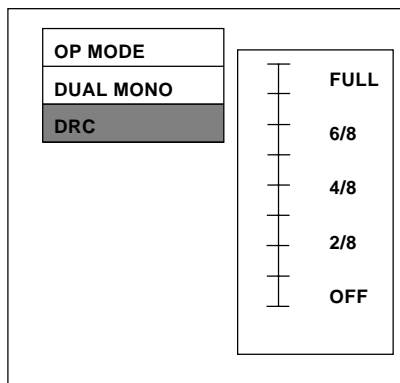 OP MODE
DUAL MONO
DRC
FULL
6/8
4/8
2/8
OFF